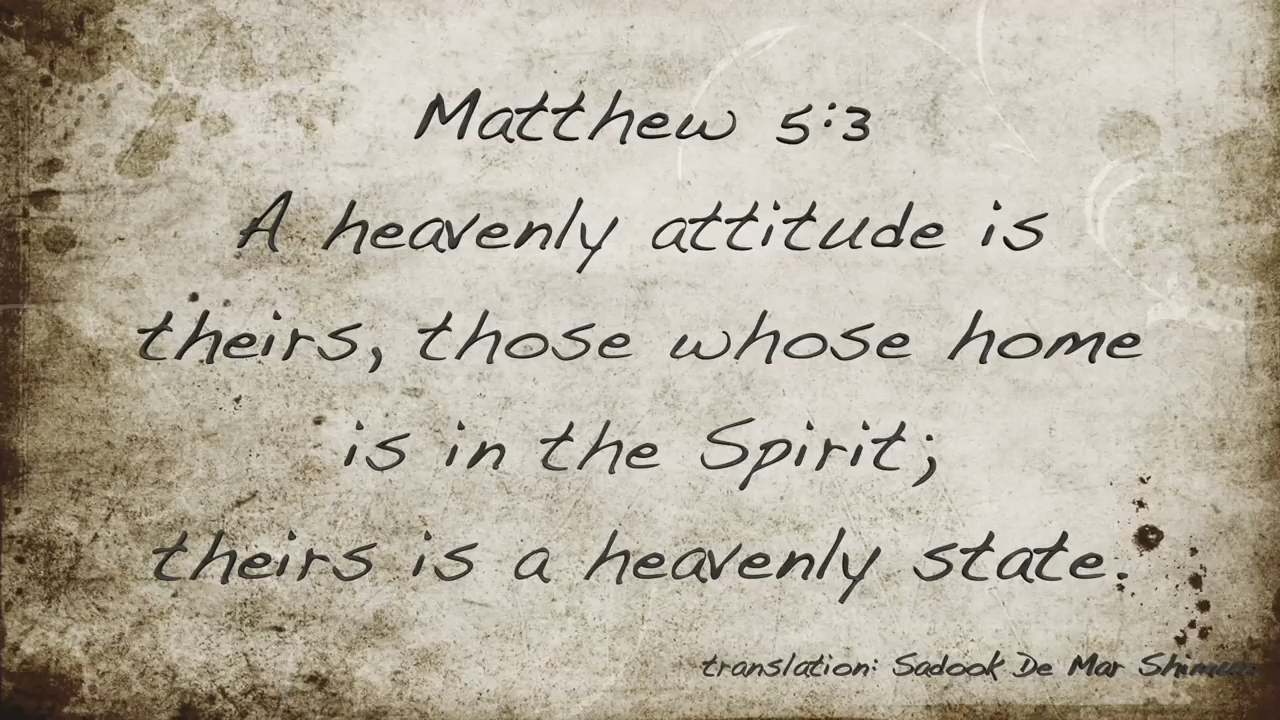 Matthew 5:3
A heavenly attitude is
theirs, those whose home
is in the Spirit;
theirs is a heavenly state.
translation: Sadook De Mar Shimun